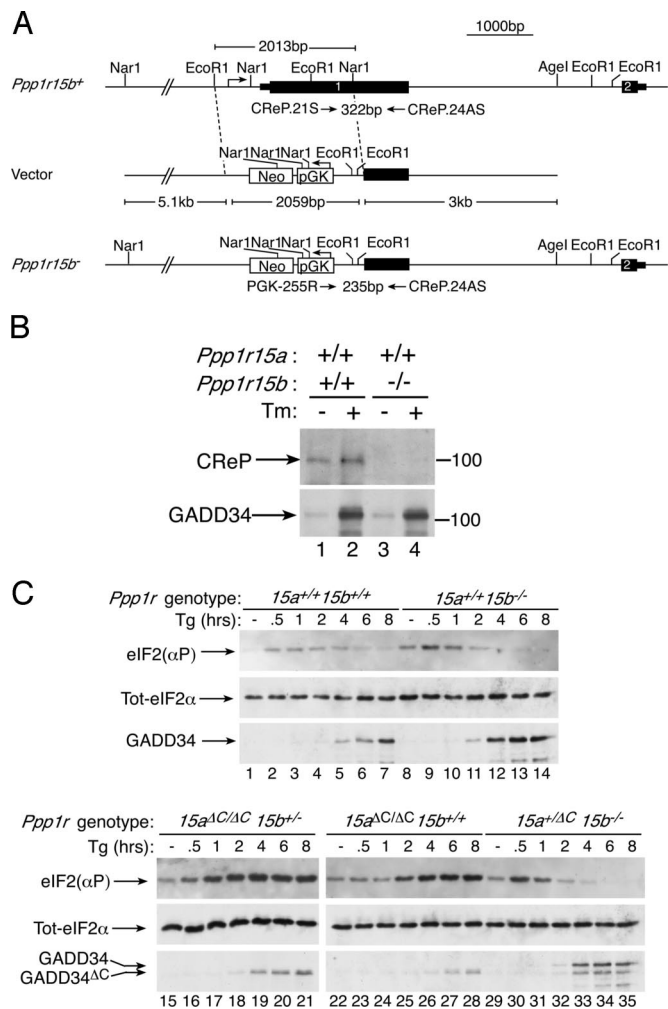 A
1000bp
2013bp
Nar1 EcoR1 Nar1 EcoR1 Nar1 AgeI EcoR1 EcoR1
Ppp1r15b+ 1 2
CReP.21S 322bp CReP.24AS
Nar1Nar1Nar1 EcoR1 EcoR1
Vector Neo pGK
5.1kb 2059bp 3kb
Nar1 Nar1Nar1Nar1 EcoR1 EcoR1 AgeI EcoR1 EcoR1
Ppp1r15b- Neo pGK 2
PGK-255R 235bp CReP.24AS
B
Ppp1r15a : +/+ +/+
Ppp1r15b : +/+ -/-
Tm: - + - +
CReP 100
GADD34 100
1 2 3 4
C
Ppp1r genotype: 15a+/+15b+/+ 15a+/+15b-/-
Tg (hrs): - .5 1 2 4 6 8 - .5 1 2 4 6 8
eIF2(αP)
Tot-eIF2α
GADD34
1 2 3 4 5 6 7 8 9 10 11 12 13 14
Ppp1r genotype: 15aΔC/ΔC 15b+/- 15aΔC/ΔC 15b+/+ 15a+/ΔC 15b-/-
Tg (hrs): - .5 1 2 4 6 8 - .5 1 2 4 6 8 - .5 1 2 4 6 8
eIF2(αP)
Tot-eIF2α
GADD34
GADD34ΔC
15 16 17 18 19 20 21 22 23 24 25 26 27 28 29 30 31 32 33 34 35